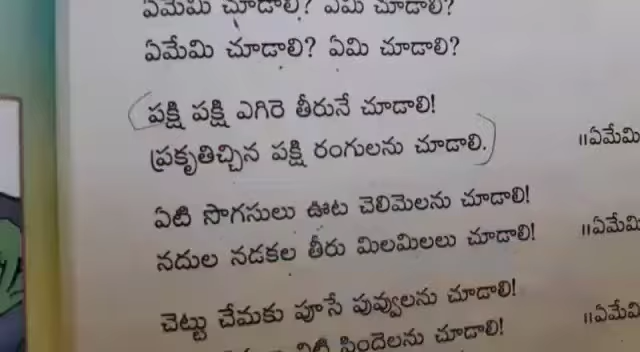 ఏమేమి చూడాలి? ఏమి చూడాలి?
ఏమేమి చూడాలి? ఏమి చూడాలి?
పక్షి పక్షి ఎగిరె తీరునే చూడాలి!
ప్రకృతిచ్చిన పక్షి రంగులను చూడాలి. ॥ఏమేమి
ఏటి సొగసులు ఊట చెలిమెలను చూడాలి!
నదుల నడకల తీరు మిలమిలలు చూడాలి! ॥ఏమేమి
చెట్టు చేమకు పూసే పువ్వులను చూడాలి!
పిందెలను చూడాలి! ॥ఏమేమి